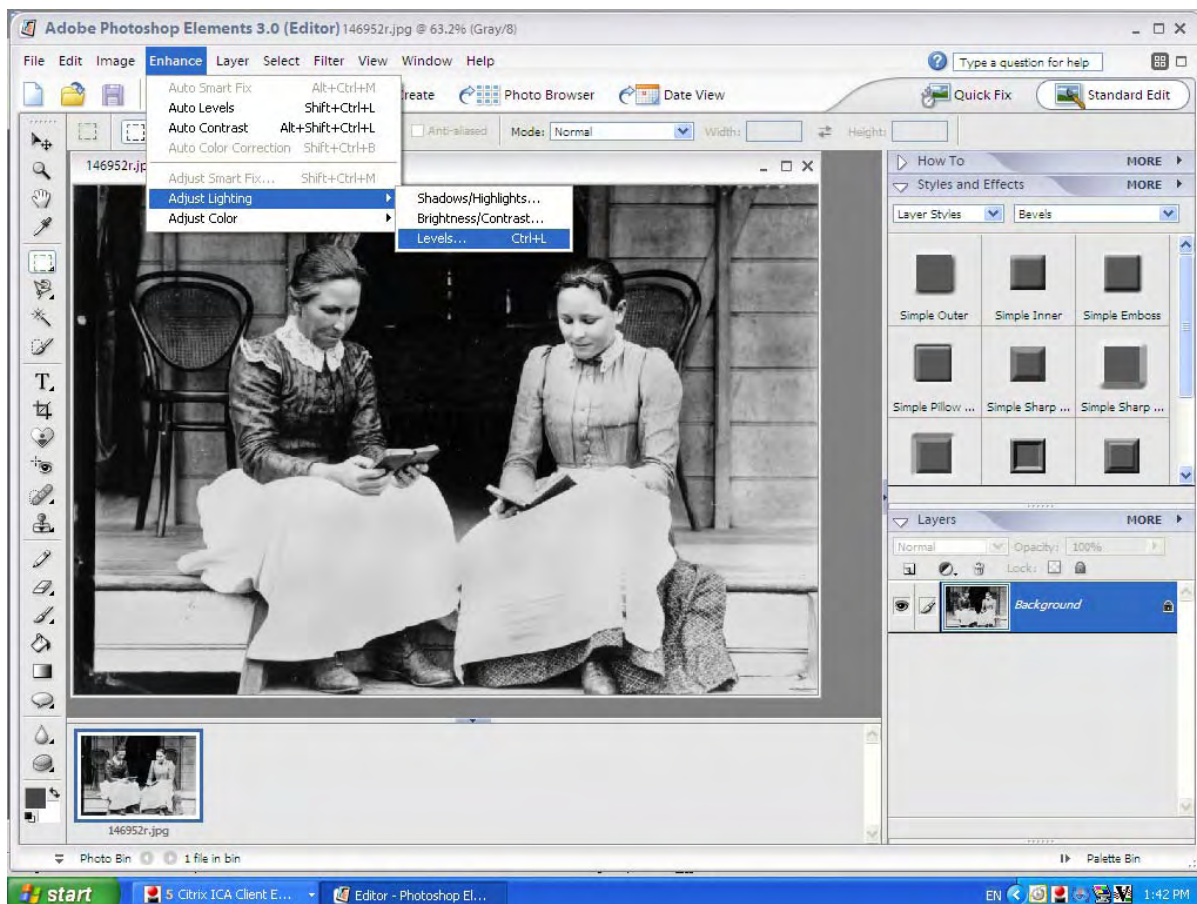 Adobe Photoshop Elements 3.0 (Editor) 146952r.jpg @ 63.2% (Gray/8)
File Edit Image Enhance Layer Select Filter View Window Help
Type a question for help
Create Photo Browser Date View
Quick Fix Standard Edit
Auto Smart Fix Alt+Ctrl+M
Auto Levels Shift+Ctrl+L
Auto Contrast Alt+Shift+Ctrl+L
Auto Color Correction Shift+Ctrl+B
Adjust Smart Fix... Shift+Ctrl+M
Adjust Lighting
Adjust Color
Shadows/Highlights...
Brightness/Contrast...
Levels... Ctrl+L
Anti-aliased Mode: Normal Width: Height:
146952r.jp
How To MORE
Styles and Effects MORE
Layer Styles Bevels
Simple Outer Simple Inner Simple Emboss
Simple Pillow ... Simple Sharp ... Simple Sharp ...
Layers MORE
Normal Opacity: 100%
Lock:
Background
146952r.jpg
Photo Bin 1 file in bin
Palette Bin
start 5 Citrix ICA Client E... Editor - Photoshop El... EN 1:42 PM